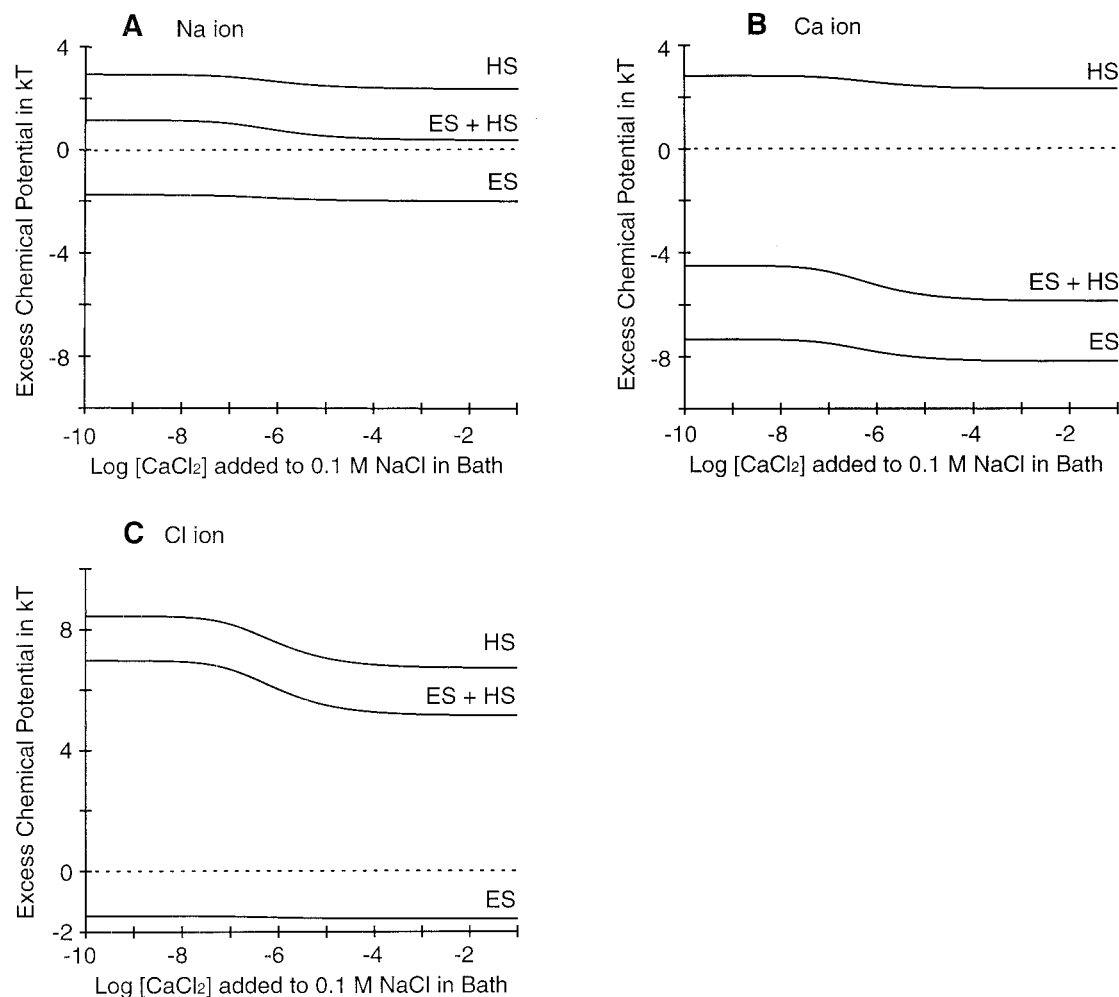 A Na ion
Excess Chemical Potential in kT
4
0
-4
-8
HS
ES + HS
ES
-10 -8 -6 -4 -2
Log [CaCl₂] added to 0.1 M NaCl in Bath
B Ca ion
Excess Chemical Potential in kT
4
0
-4
-8
HS
ES + HS
ES
-10 -8 -6 -4 -2
Log [CaCl₂] added to 0.1 M NaCl in Bath
C Cl ion
Excess Chemical Potential in kT
8
4
0
-2
HS
ES + HS
ES
-10 -8 -6 -4 -2
Log [CaCl₂] added to 0.1 M NaCl in Bath